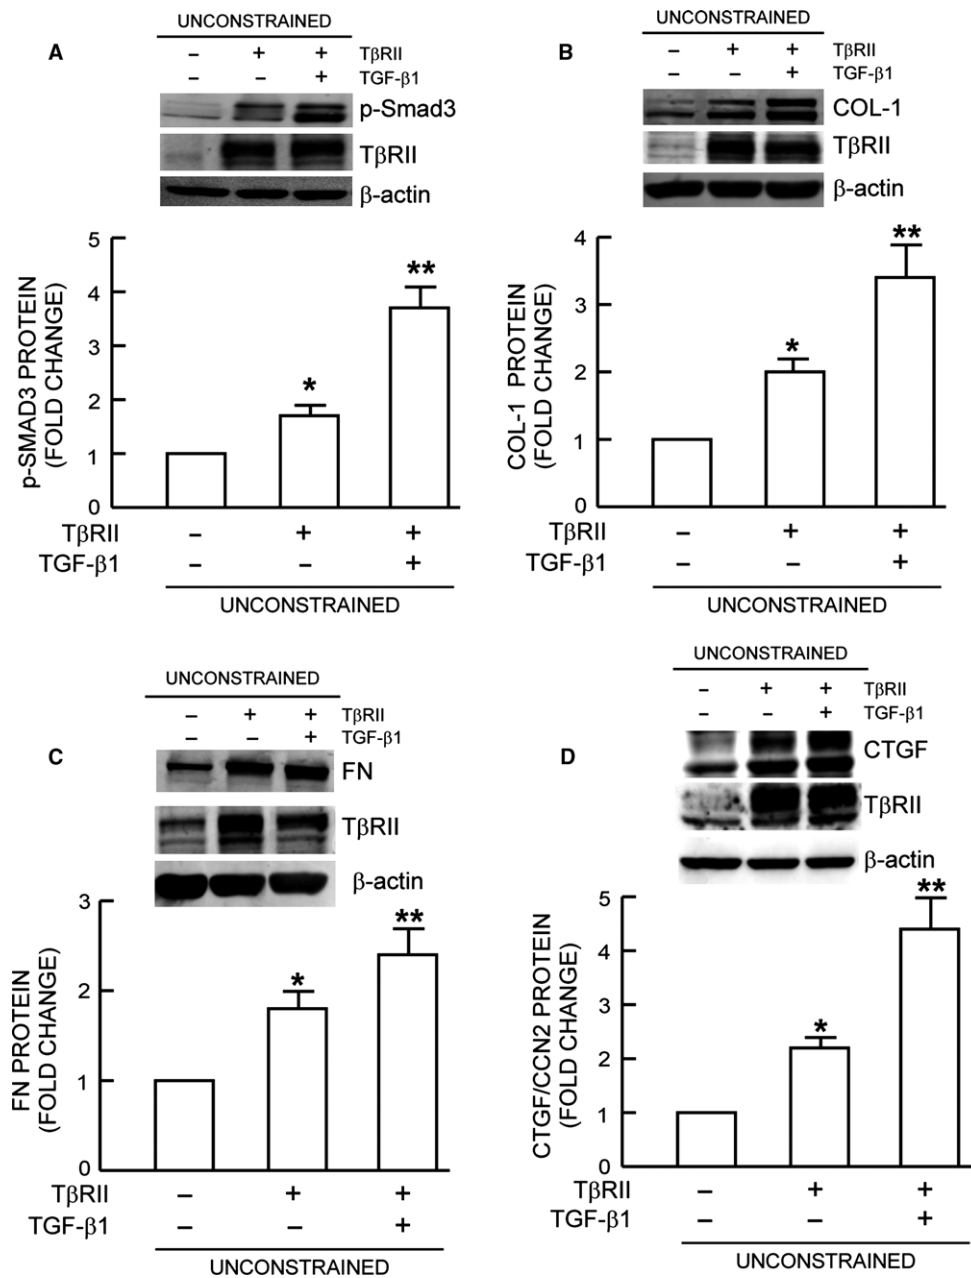 UNCONSTRAINED
A
– + + TβRII
– – + TGF-β1
p-Smad3
TβRII
β-actin
p-SMAD3 PROTEIN
(FOLD CHANGE)
5
4
3
2
1
0
*
**
TβRII – + +
TGF-β1 – – +
UNCONSTRAINED
UNCONSTRAINED
B
– + + TβRII
– – + TGF-β1
COL-1
TβRII
β-actin
COL-1 PROTEIN
(FOLD CHANGE)
4
3
2
1
0
*
**
TβRII – + +
TGF-β1 – – +
UNCONSTRAINED
UNCONSTRAINED
– + + TβRII
– – + TGF-β1
C
FN
TβRII
β-actin
FN PROTEIN
(FOLD CHANGE)
3
2
1
0
*
**
TβRII – + +
TGF-β1 – – +
UNCONSTRAINED
UNCONSTRAINED
– + + TβRII
– – + TGF-β1
D
CTGF
TβRII
β-actin
CTGF/CCN2 PROTEIN
(FOLD CHANGE)
5
4
3
2
1
0
*
**
TβRII – + +
TGF-β1 – – +
UNCONSTRAINED